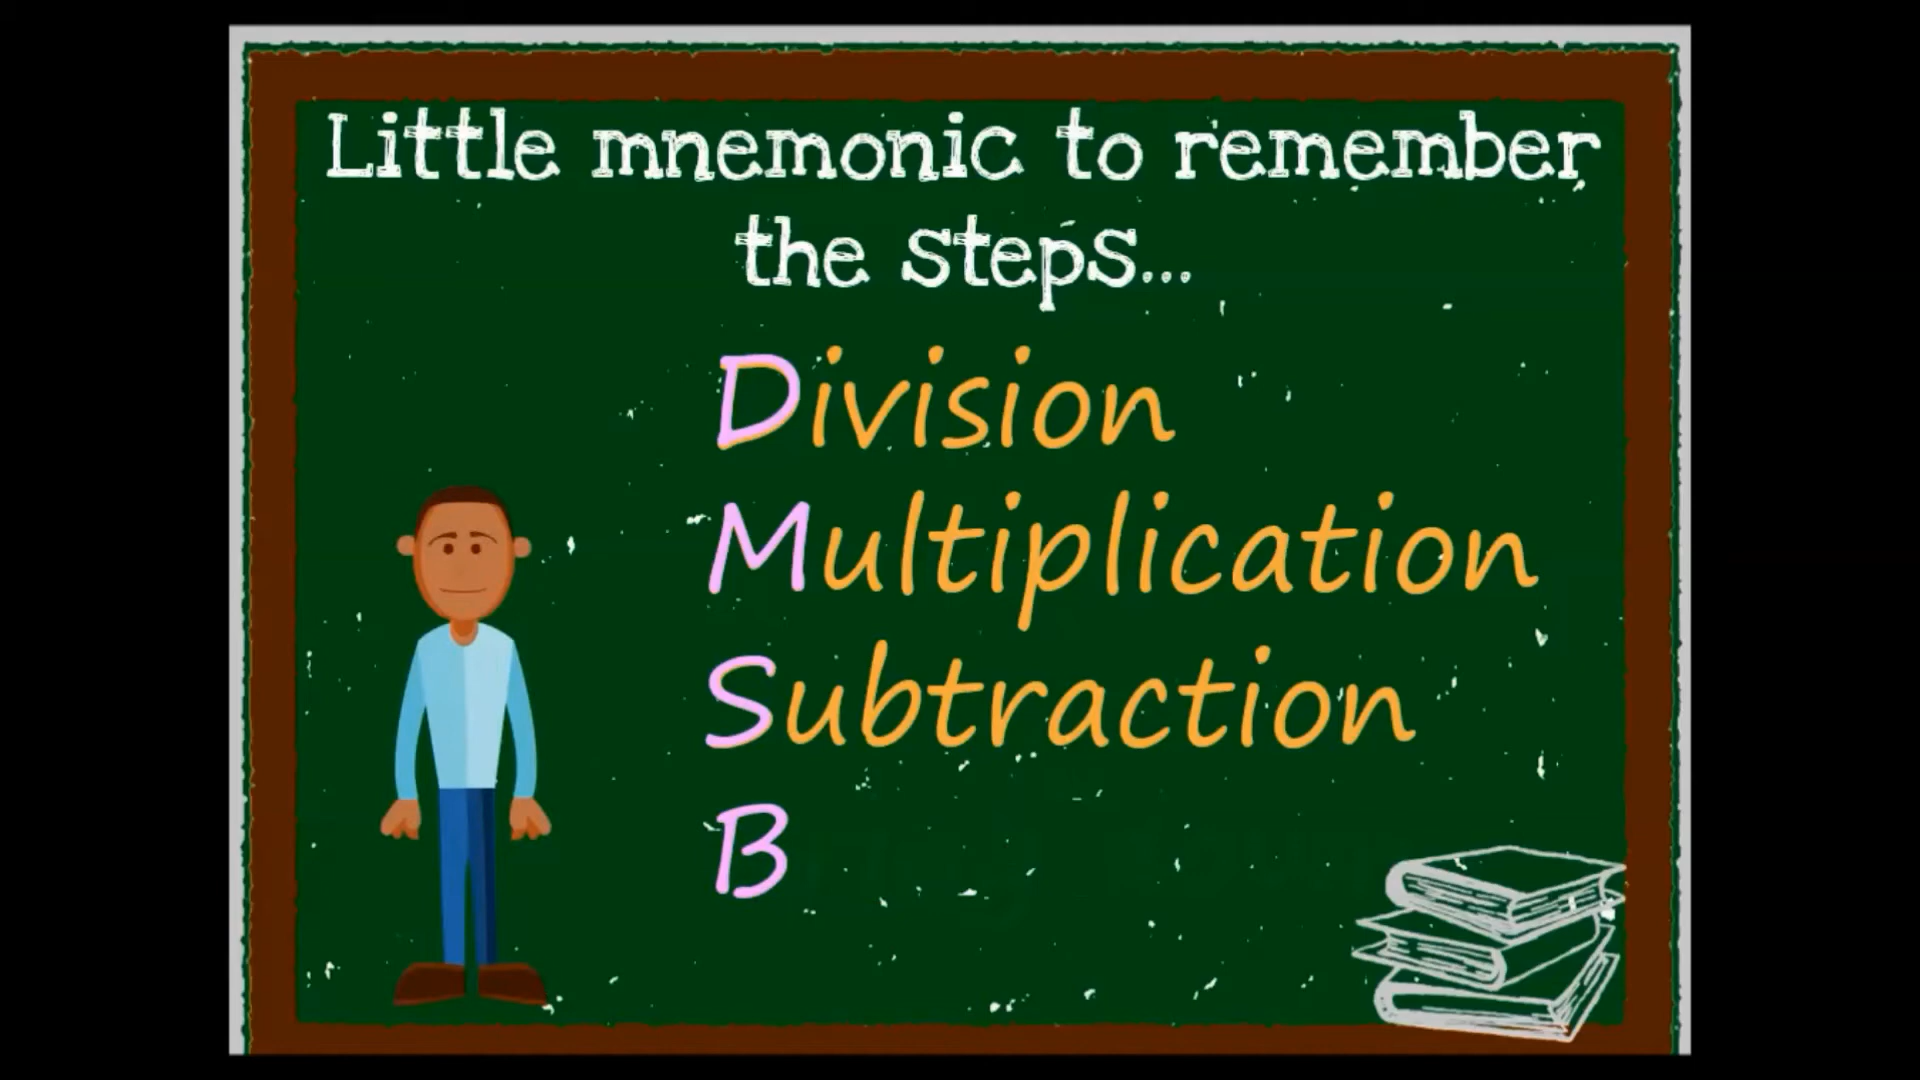 Little mnemonic to remember
the steps...
Division
Multiplication
Subtraction
B